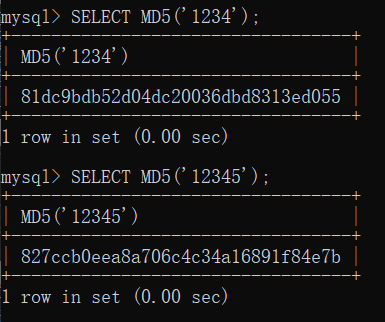 mysql> SELECT MD5('1234');
+----------------------------------+
| MD5('1234')                      |
+----------------------------------+
| 81dc9bdb52d04dc20036dbd8313ed055 |
+----------------------------------+
1 row in set (0.00 sec)
mysql> SELECT MD5('12345');
+----------------------------------+
| MD5('12345')                     |
+----------------------------------+
| 827ccb0eea8a706c4c34a16891f84e7b |
+----------------------------------+
1 row in set (0.00 sec)